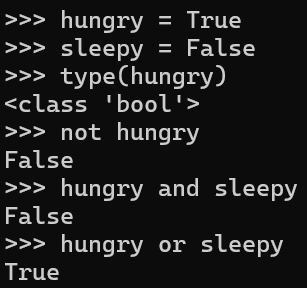 >>> hungry = True
>>> sleepy = False
>>> type(hungry)
<class 'bool'>
>>> not hungry
False
>>> hungry and sleepy
False
>>> hungry or sleepy
True